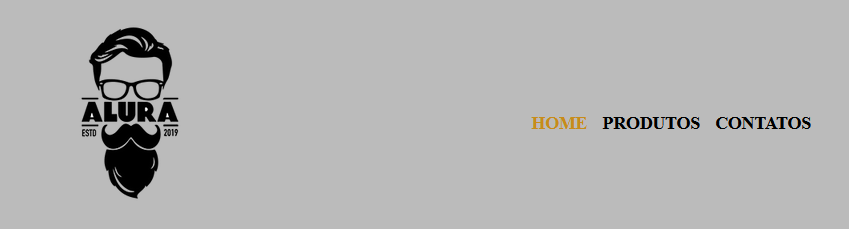 ALURA
ESTD 2019
HOME PRODUTOS CONTATOS